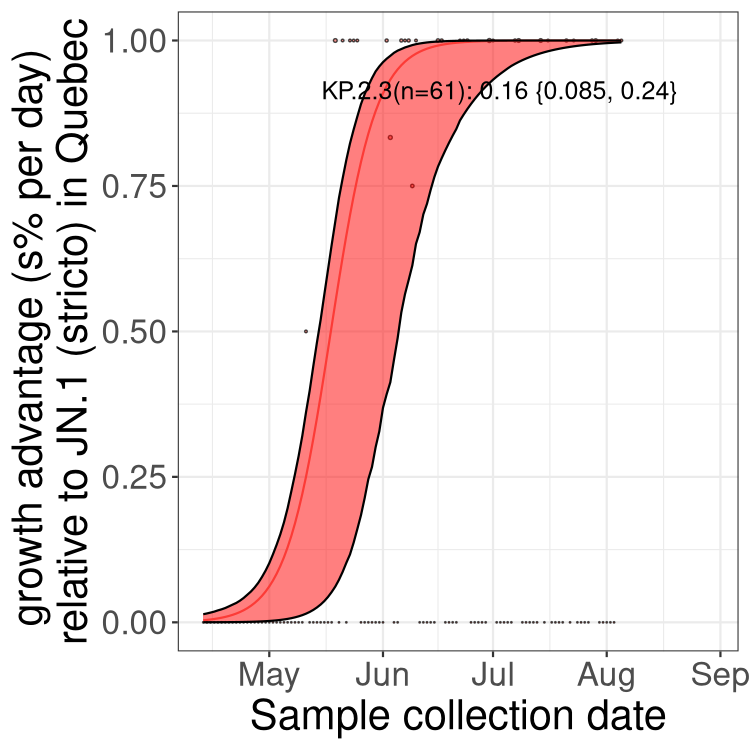 growth advantage (s% per day)
relative to JN.1 (stricto) in Quebec
1.00
0.75
0.50
0.25
0.00
KP.2.3(n=61): 0.16 {0.085, 0.24}
May Jun Jul Aug Sep
Sample collection date